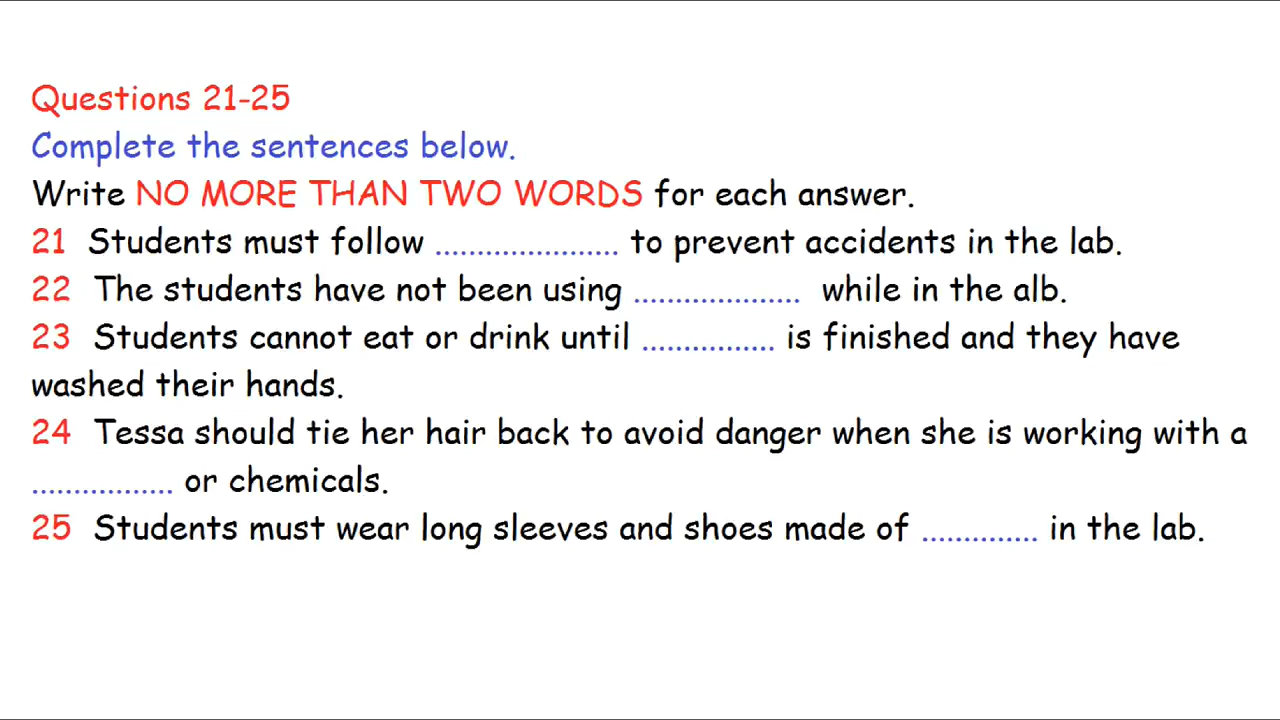 Questions 21-25
Complete the sentences below.
Write NO MORE THAN TWO WORDS for each answer.
21 Students must follow ...................... to prevent accidents in the lab.
22 The students have not been using .................... while in the alb.
23 Students cannot eat or drink until ................ is finished and they have
washed their hands.
24 Tessa should tie her hair back to avoid danger when she is working with a
................. or chemicals.
25 Students must wear long sleeves and shoes made of .............. in the lab.